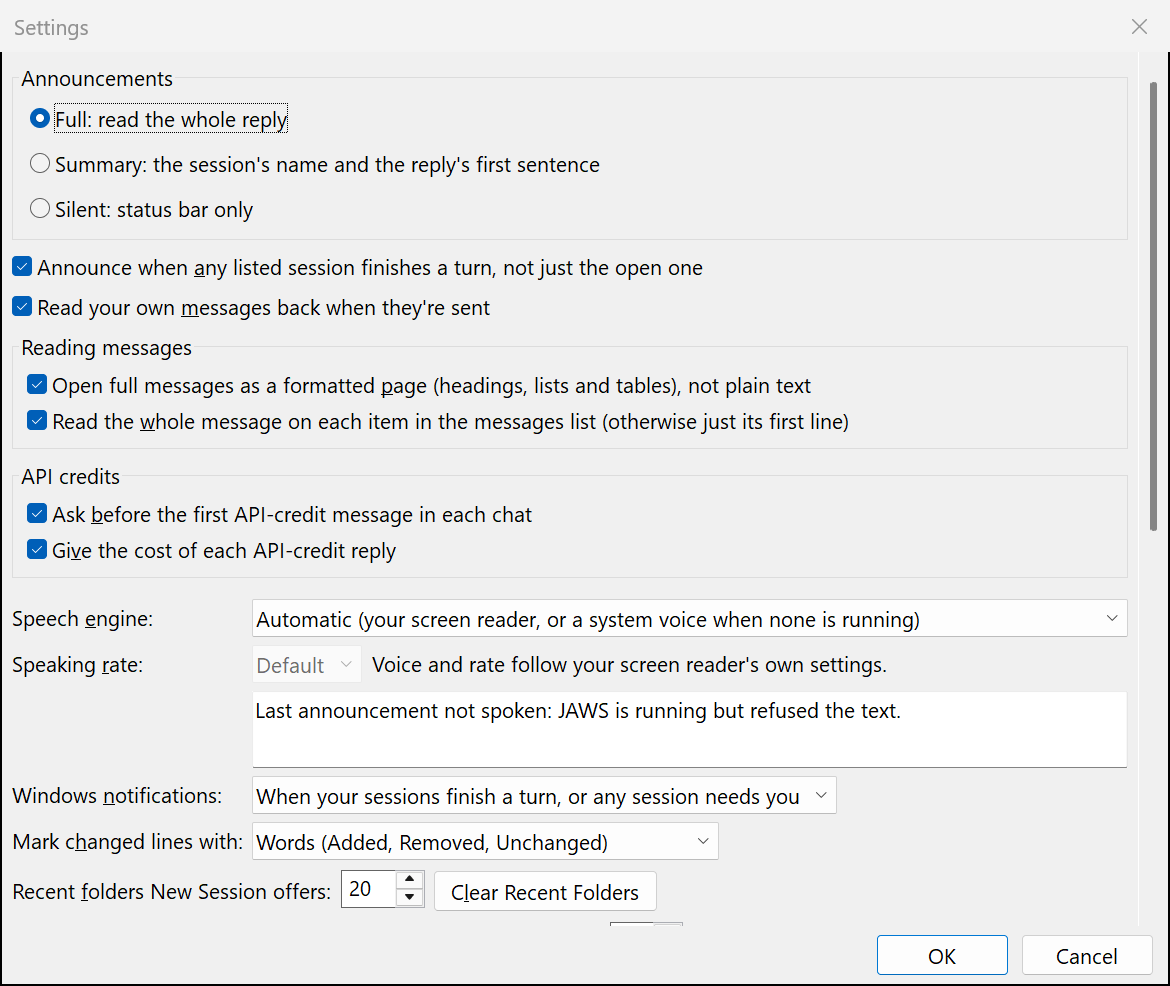 Settings
Announcements
Full: read the whole reply
Summary: the session's name and the reply's first sentence
Silent: status bar only
Announce when any listed session finishes a turn, not just the open one
Read your own messages back when they're sent
Reading messages
Open full messages as a formatted page (headings, lists and tables), not plain text
Read the whole message on each item in the messages list (otherwise just its first line)
API credits
Ask before the first API-credit message in each chat
Give the cost of each API-credit reply
Speech engine: Automatic (your screen reader, or a system voice when none is running)
Speaking rate: Default Voice and rate follow your screen reader's own settings.
Last announcement not spoken: JAWS is running but refused the text.
Windows notifications: When your sessions finish a turn, or any session needs you
Mark changed lines with: Words (Added, Removed, Unchanged)
Recent folders New Session offers: 20 Clear Recent Folders
OK Cancel